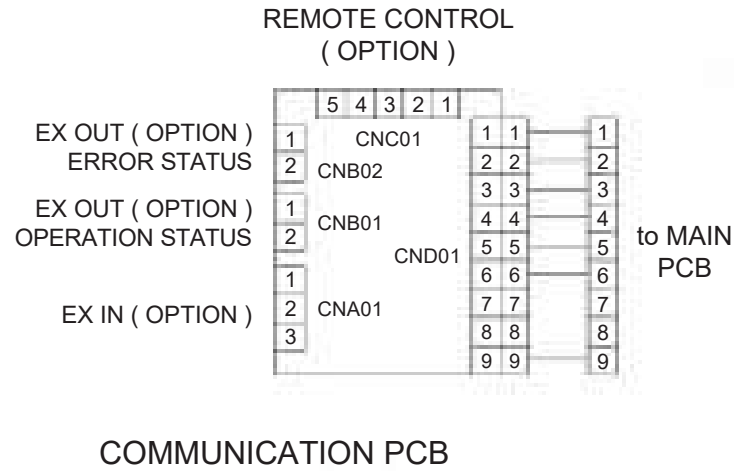 REMOTE CONTROL
( OPTION )
5 4 3 2 1
CNC01
EX OUT ( OPTION )
ERROR STATUS
1
2
CNB02
EX OUT ( OPTION )
OPERATION STATUS
1
2
CNB01
EX IN ( OPTION )
1
2
3
CNA01
CND01
1 1 1
2 2 2
3 3 3
4 4 4
5 5 5
6 6 6
7 7 7
8 8 8
9 9 9
to MAIN
PCB
COMMUNICATION PCB